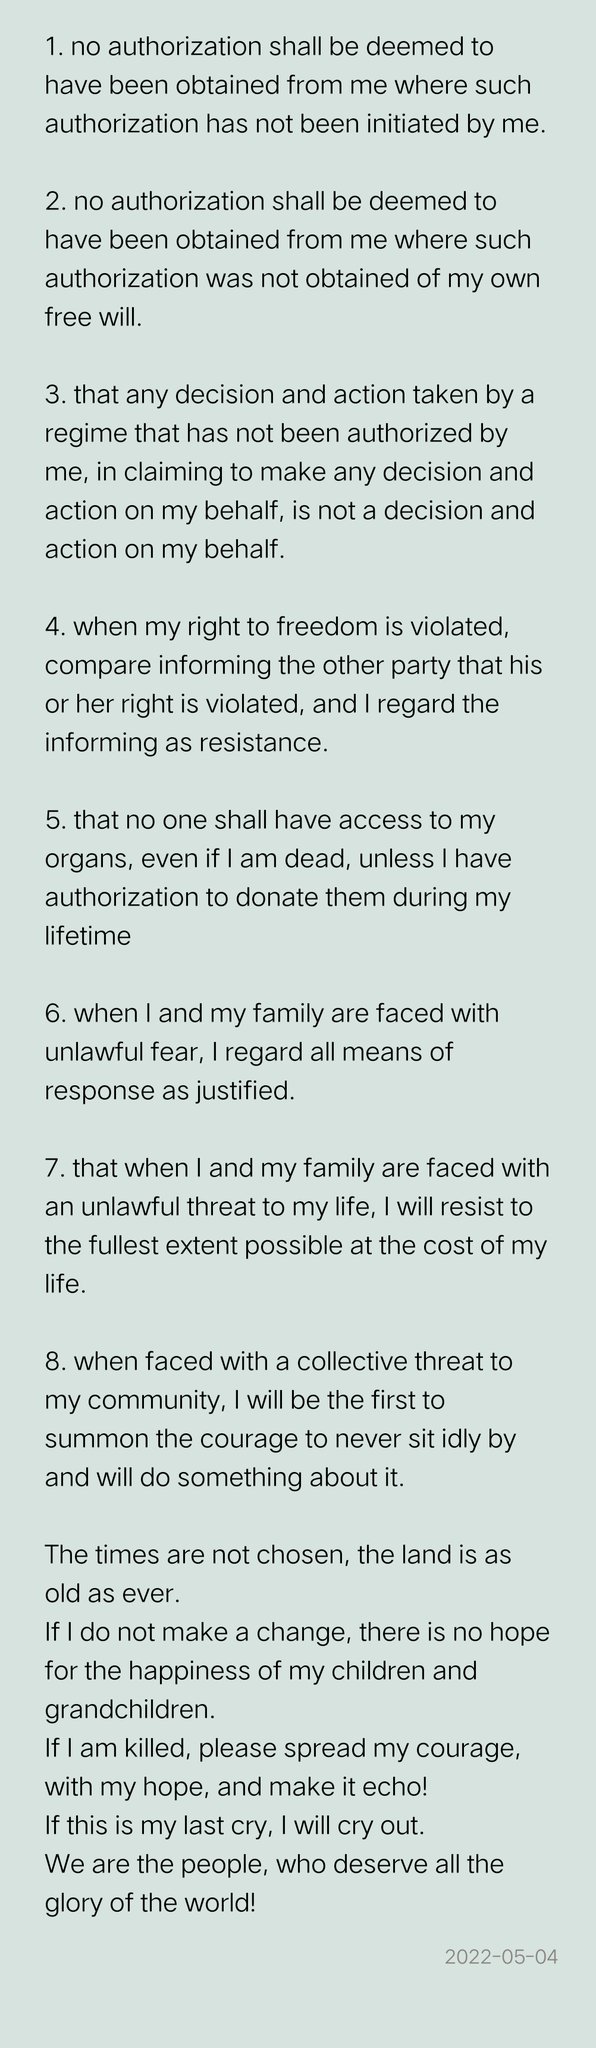 1. no authorization shall be deemed to
have been obtained from me where such
authorization has not been initiated by me.
2. no authorization shall be deemed to
have been obtained from me where such
authorization was not obtained of my own
free will.
3. that any decision and action taken by a
regime that has not been authorized by
me, in claiming to make any decision and
action on my behalf, is not a decision and
action on my behalf.
4. when my right to freedom is violated,
compare informing the other party that his
or her right is violated, and I regard the
informing as resistance.
5. that no one shall have access to my
organs, even if I am dead, unless I have
authorization to donate them during my
lifetime
6. when I and my family are faced with
unlawful fear, I regard all means of
response as justified.
7. that when I and my family are faced with
an unlawful threat to my life, I will resist to
the fullest extent possible at the cost of my
life.
8. when faced with a collective threat to
my community, I will be the first to
summon the courage to never sit idly by
and will do something about it.
The times are not chosen, the land is as
old as ever.
If I do not make a change, there is no hope
for the happiness of my children and
grandchildren.
If I am killed, please spread my courage,
with my hope, and make it echo!
If this is my last cry, I will cry out.
We are the people, who deserve all the
glory of the world!
2022-05-04